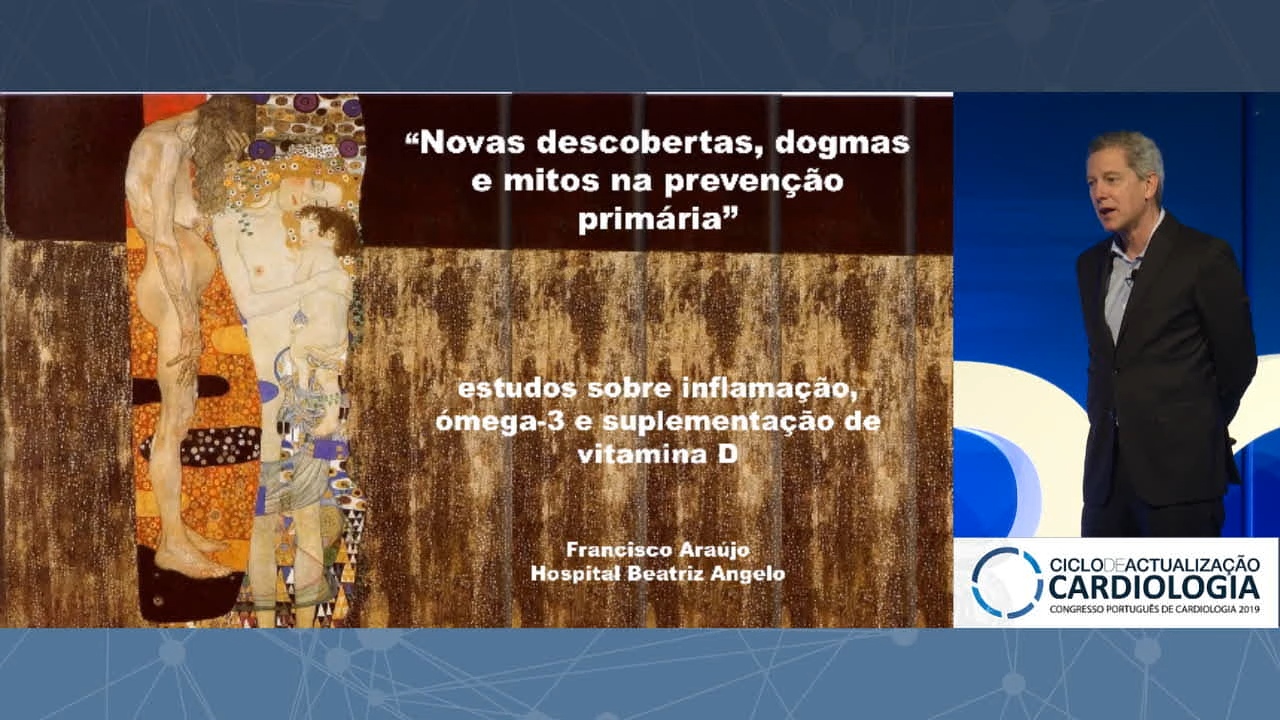 “Novas descobertas, dogmas
e mitos na prevenção
primária”
estudos sobre inflamação,
ómega-3 e suplementação de
vitamina D
Francisco Araújo
Hospital Beatriz Angelo
CICLODEACTUALIZAÇÃO
CARDIOLOGIA
CONGRESSO PORTUGUÊS DE CARDIOLOGIA 2019